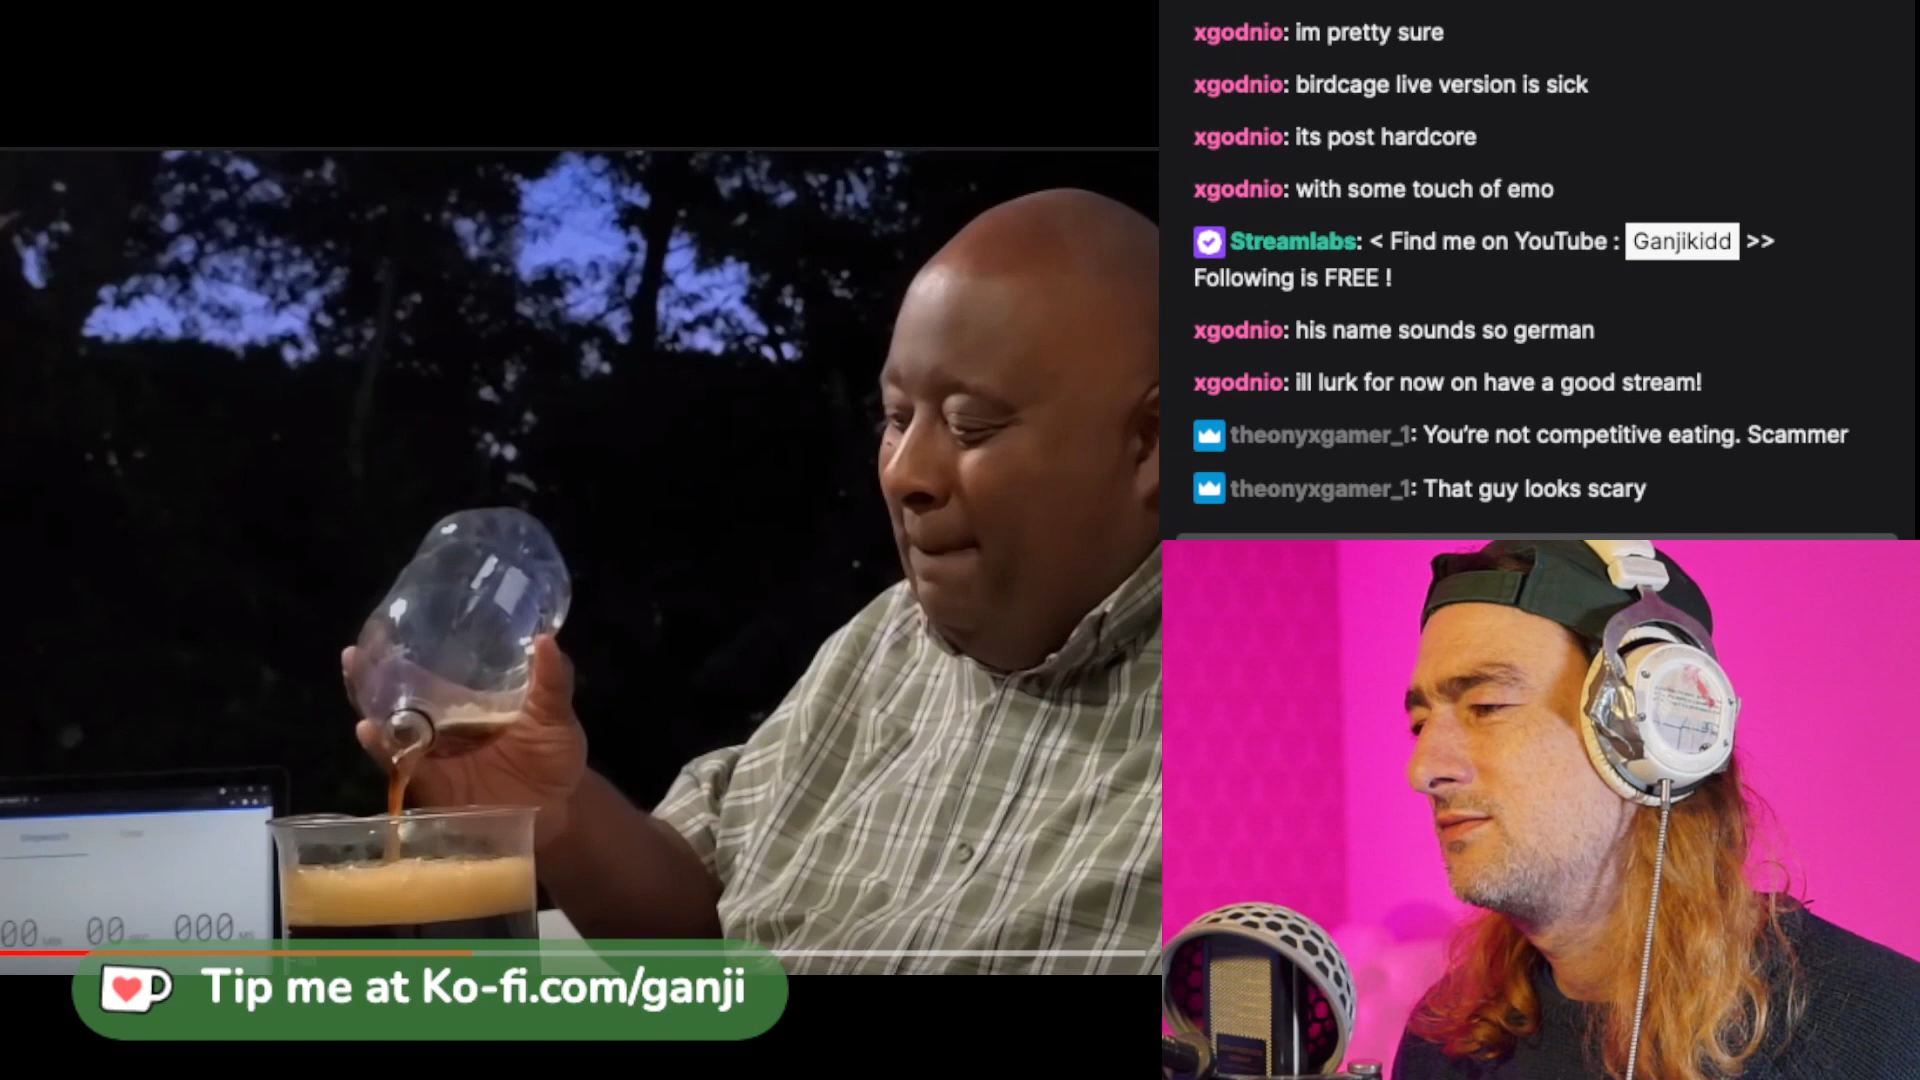 xgodnio: im pretty sure
xgodnio: birdcage live version is sick
xgodnio: its post hardcore
xgodnio: with some touch of emo
Streamlabs: < Find me on YouTube : Ganjikidd >>
Following is FREE !
xgodnio: his name sounds so german
xgodnio: ill lurk for now on have a good stream!
theonyxgamer_1: You're not competitive eating. Scammer
theonyxgamer_1: That guy looks scary
00 00 000
Tip me at Ko-fi.com/ganji